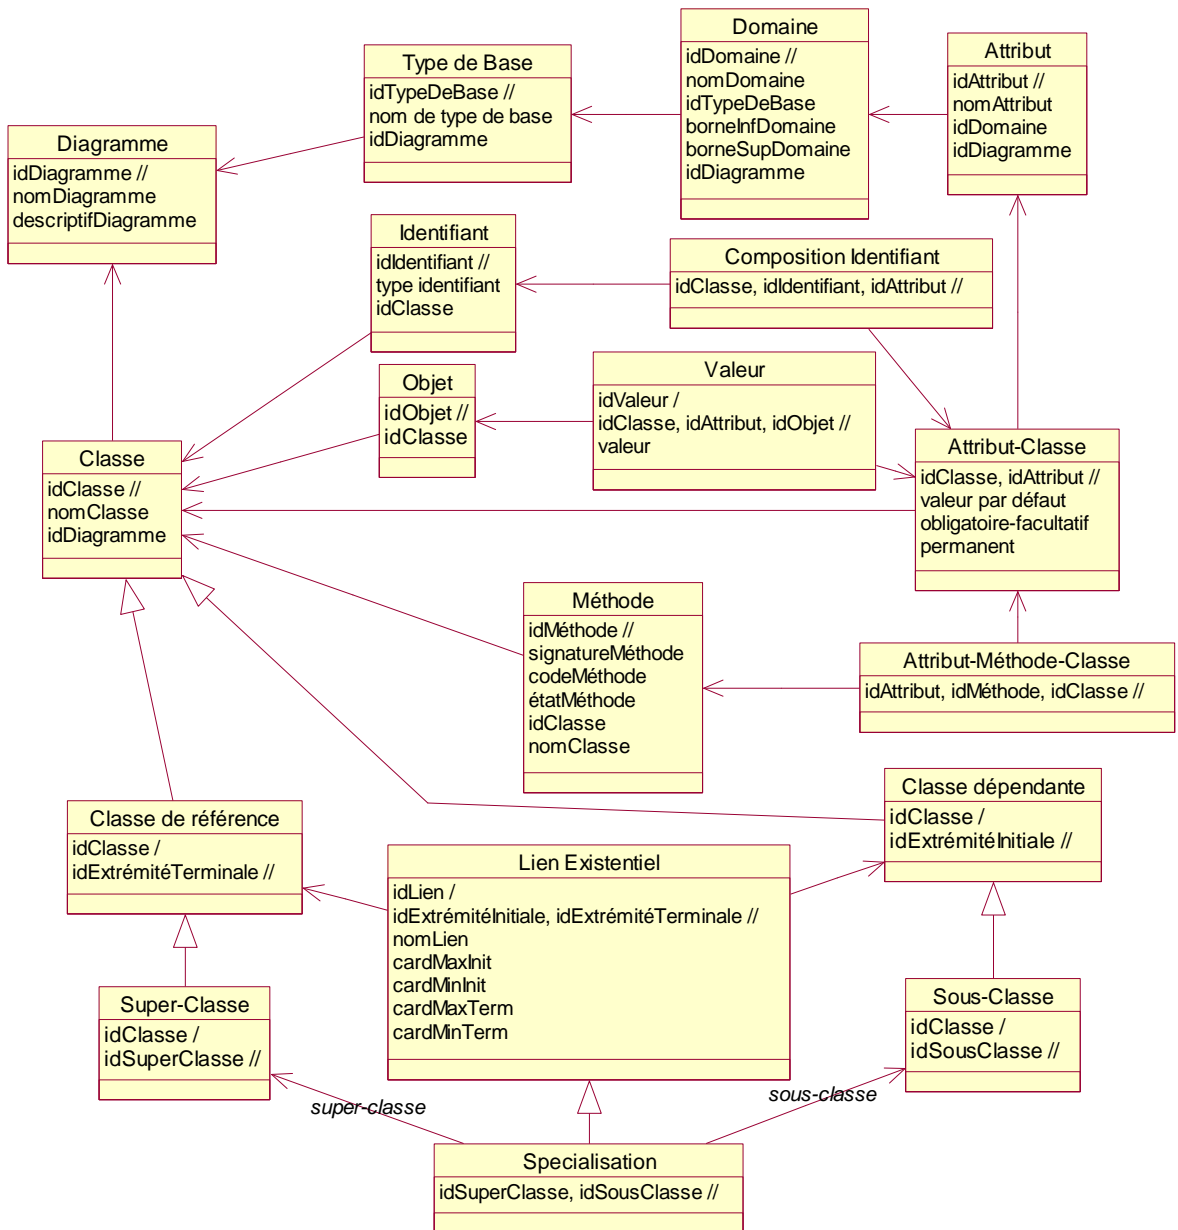 Domaine
idDomaine //
nomDomaine
idTypeDeBase
borneInfDomaine
borneSupDomaine
idDiagramme
Attribut
idAttribut //
nomAttribut
idDomaine
idDiagramme
Type de Base
idTypeDeBase //
nom de type de base
idDiagramme
Diagramme
idDiagramme //
nomDiagramme
descriptifDiagramme
Identifiant
idIdentifiant //
type identifiant
idClasse
Composition Identifiant
idClasse, idIdentifiant, idAttribut //
Valeur
idValeur /
idClasse, idAttribut, idObjet //
valeur
Objet
idObjet //
idClasse
Classe
idClasse //
nomClasse
idDiagramme
Attribut-Classe
idClasse, idAttribut //
valeur par défaut
obligatoire-facultatif
permanent
Méthode
idMéthode //
signatureMéthode
codeMéthode
étatMéthode
idClasse
nomClasse
Attribut-Méthode-Classe
idAttribut, idMéthode, idClasse //
Classe de référence
idClasse /
idExtrémitéTerminale //
Classe dépendante
idClasse /
idExtrémitéInitiale //
Lien Existentiel
idLien /
idExtrémitéInitiale, idExtrémitéTerminale //
nomLien
cardMaxInit
cardMinInit
cardMaxTerm
cardMinTerm
Super-Classe
idClasse /
idSuperClasse //
Sous-Classe
idClasse /
idSousClasse //
super-classe
sous-classe
Specialisation
idSuperClasse, idSousClasse //